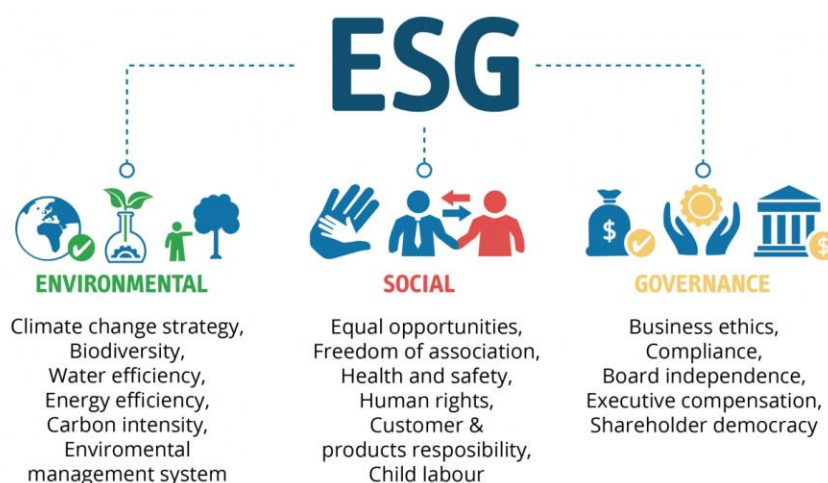 ESG
ENVIRONMENTAL
Climate change strategy,
Biodiversity,
Water efficiency,
Energy efficiency,
Carbon intensity,
Enviromental
management system
SOCIAL
Equal opportunities,
Freedom of association,
Health and safety,
Human rights,
Customer &
products resposibility,
Child labour
$
$
GOVERNANCE
Business ethics,
Compliance,
Board independence,
Executive compensation,
Shareholder democracy